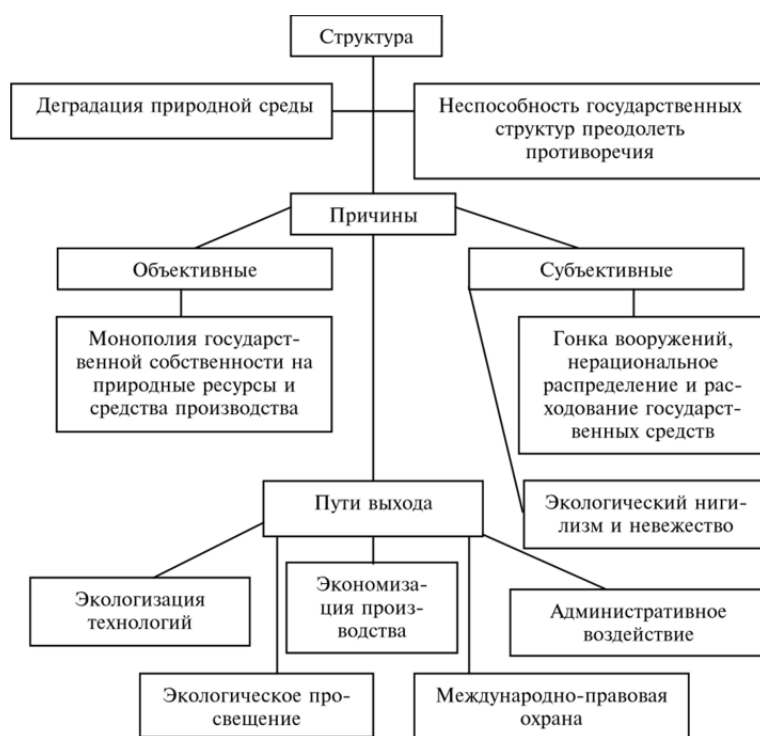 Структура
Деградация природной среды
Неспособность государственных
структур преодолеть
противоречия
Причины
Объективные
Субъективные
Монополия государст-
венной собственности на
природные ресурсы и
средства производства
Гонка вооружений,
нерациональное
распределение и рас-
ходование государст-
венных средств
Пути выхода
Экологический ниги-
лизм и невежество
Экологизация
технологий
Экономиза-
ция произ-
водства
Административное
воздействие
Экологическое про-
свещение
Международно-правовая
охрана